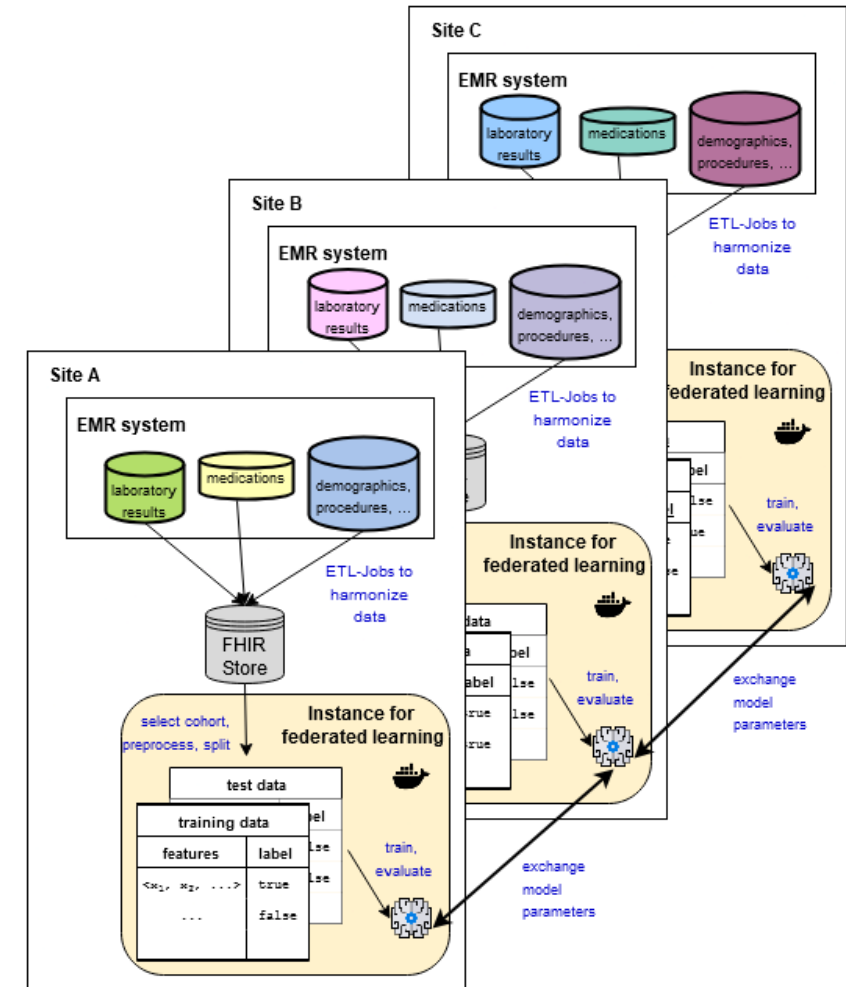 Site C
EMR system
laboratory
results
medications
demographics,
procedures, ...
ETL-Jobs to
harmonize
data
Instance for
federated learning
train,
evaluate
exchange
model
parameters
Site B
EMR system
laboratory
results
medications
demographics,
procedures, ...
ETL-Jobs to
harmonize
data
Instance for
federated learning
data
label
true
true
train,
evaluate
exchange
model
parameters
Site A
EMR system
laboratory
results
medications
demographics,
procedures, ...
ETL-Jobs to
harmonize
data
FHIR
Store
select cohort,
preprocess, split
Instance for
federated learning
test data
training data
features label
<x₁, x₂, ...> true
... false
train,
evaluate